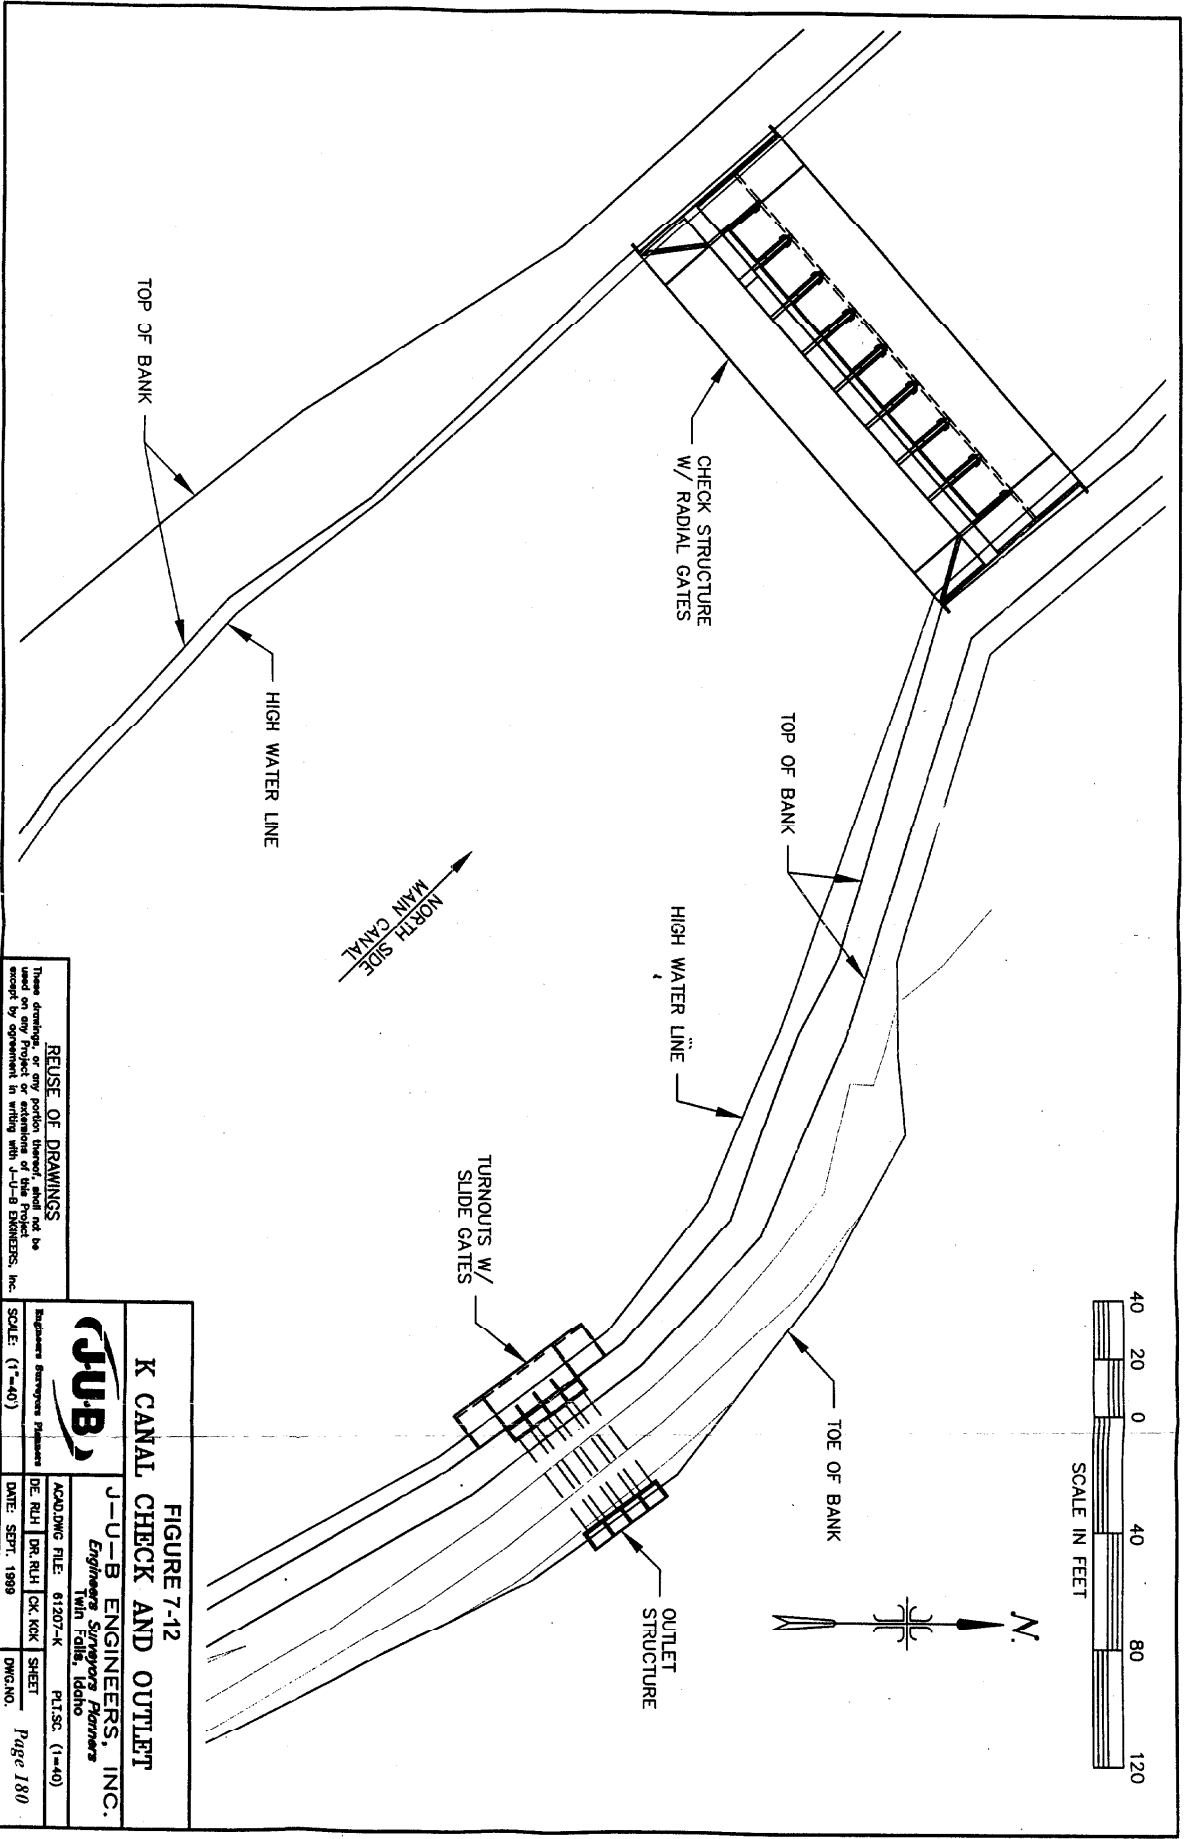 40 20 0 40 80 120
SCALE IN FEET
N.
TOP OF BANK
CHECK STRUCTURE
W/ RADIAL GATES
HIGH WATER LINE
TOP OF BANK
HIGH WATER LINE
NORTH SIDE
MAIN CANAL
TURNOUTS W/
SLIDE GATES
TOE OF BANK
OUTLET
STRUCTURE
REUSE OF DRAWINGS
These drawings, or any portion thereof, shall not be
used on any Project or extensions of this Project
except by agreement in writing with J-U-B ENGINEERS, Inc.
FIGURE 7-12
K CANAL CHECK AND OUTLET
J·U·B
Engineers Surveyors Planners
J-U-B ENGINEERS, INC.
Engineers Surveyors Planners
Twin Falls, Idaho
ACAD.DWG FILE: 61207-K PLT.SC. (1=40)
SCALE: (1"=40') DE. RLH DR. RLH CK. KGK SHEET
DATE: SEPT. 1999 DWG.NO. Page 180